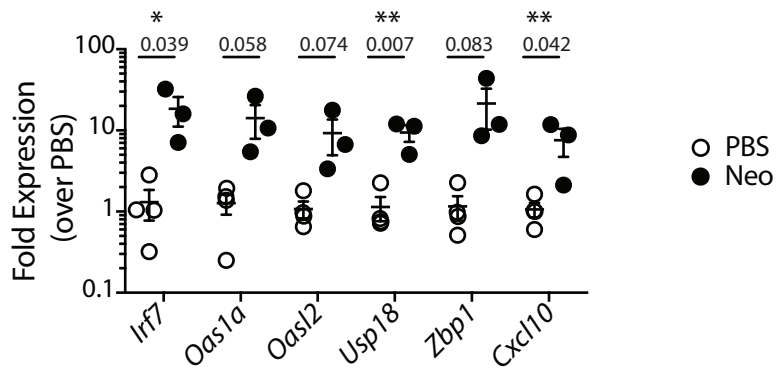 * ** **
0.039 0.058 0.074 0.007 0.083 0.042
100
10
1
0.1
Fold Expression
(over PBS)
PBS
Neo
Irf7 Oas1a Oasl2 Usp18 Zbp1 Cxcl10